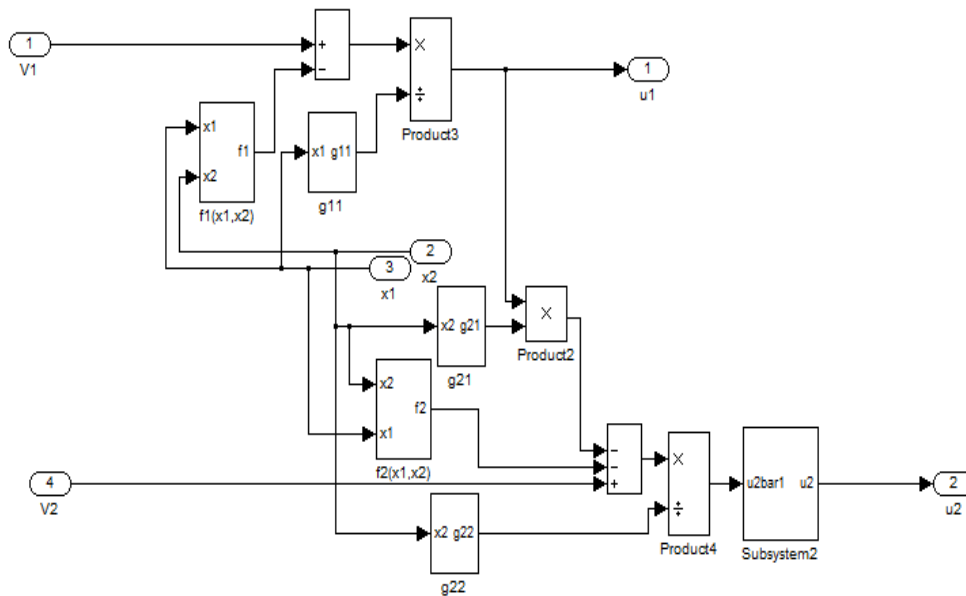 1
V1
+
−
×
÷
Product3
1
u1
x1
x2
f1
f1(x1,x2)
x1 g11
g11
2
x2
3
x1
x2 g21
g21
×
Product2
x2
x1
f2
f2(x1,x2)
4
V2
−
−
+
×
÷
Product4
u2bar1 u2
Subsystem2
2
u2
x2 g22
g22